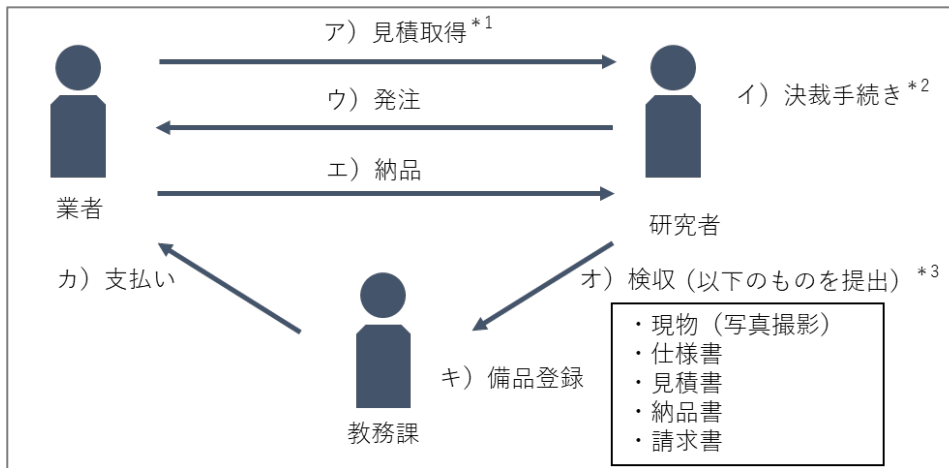 ア）見積取得*1
イ）決裁手続き*2
ウ）発注
エ）納品
業者
研究者
カ）支払い
オ）検収（以下のものを提出）*3
・現物（写真撮影）
・仕様書
・見積書
・納品書
・請求書
キ）備品登録
教務課